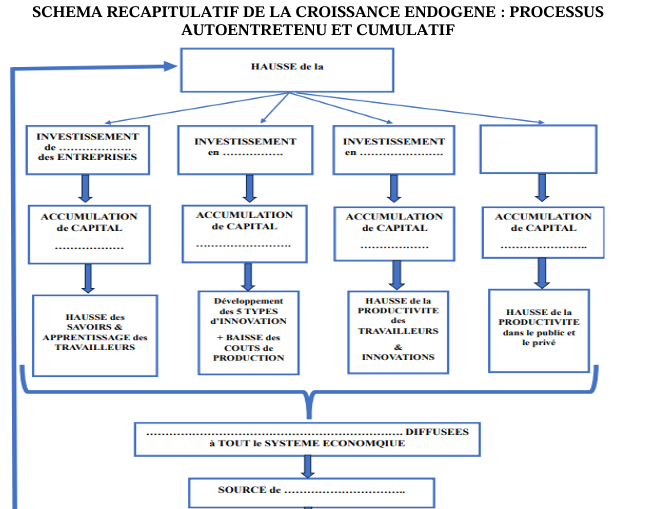 SCHEMA RECAPITULATIF DE LA CROISSANCE ENDOGENE : PROCESSUS
AUTOENTRETENU ET CUMULATIF
HAUSSE de la
INVESTISSEMENT
de ………………..
des ENTREPRISES
INVESTISSEMENT
en …………….
INVESTISSEMENT
en ………………….
ACCUMULATION
de CAPITAL
………………
ACCUMULATION
de CAPITAL
…………………….
ACCUMULATION
de CAPITAL
………………
ACCUMULATION
de CAPITAL
…………………..
HAUSSE des
SAVOIRS &
APPRENTISSAGE des
TRAVAILLEURS
Développement
des 5 TYPES
d'INNOVATION
+ BAISSE des
COUTS de
PRODUCTION
HAUSSE de la
PRODUCTIVITE
des
TRAVAILLEURS
&
INNOVATIONS
HAUSSE de la
PRODUCTIVITE
dans le public et
le privé
…………………………………………………………. DIFFUSEES
à TOUT le SYSTEME ECONOMQIUE
SOURCE de …………………………..